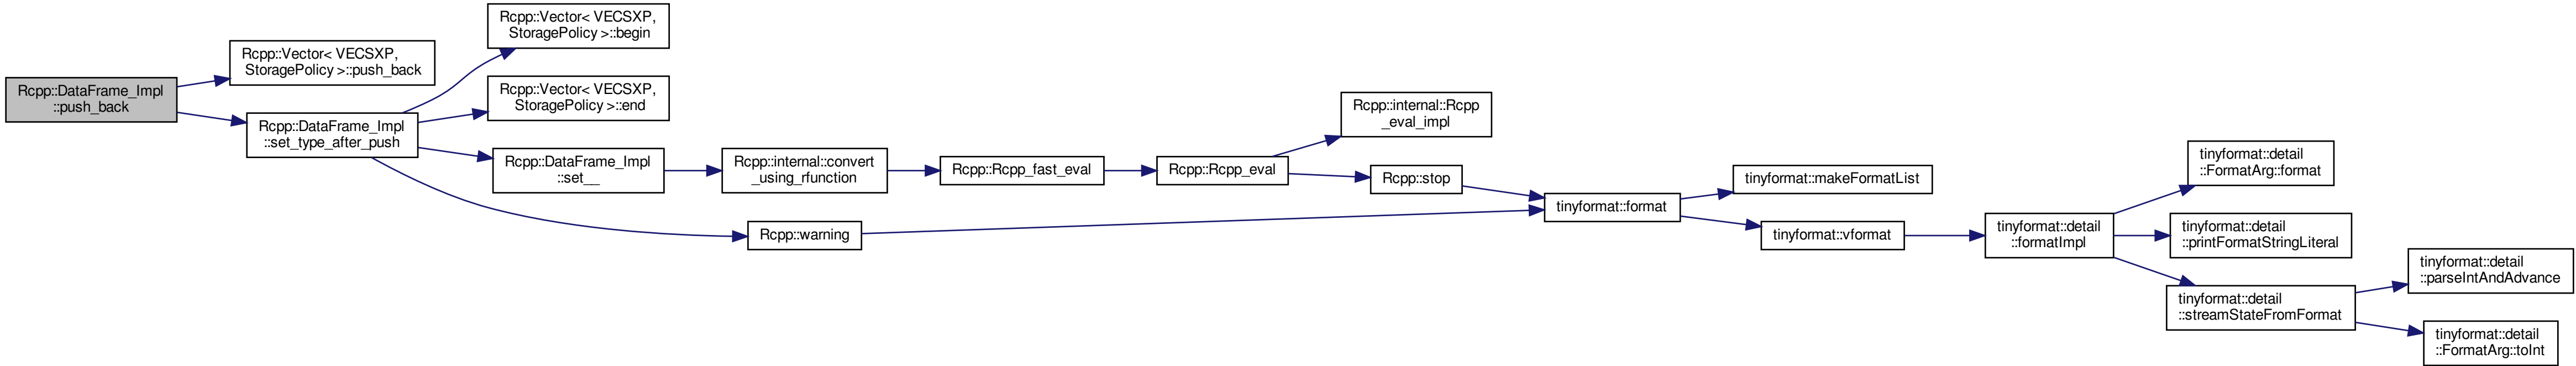 Rcpp::DataFrame_Impl
::push_back
Rcpp::Vector< VECSXP,
StoragePolicy >::push_back
Rcpp::DataFrame_Impl
::set_type_after_push
Rcpp::Vector< VECSXP,
StoragePolicy >::begin
Rcpp::Vector< VECSXP,
StoragePolicy >::end
Rcpp::DataFrame_Impl
::set__
Rcpp::warning
Rcpp::internal::convert
_using_rfunction
Rcpp::Rcpp_fast_eval
Rcpp::Rcpp_eval
Rcpp::internal::Rcpp
_eval_impl
Rcpp::stop
tinyformat::format
tinyformat::makeFormatList
tinyformat::vformat
tinyformat::detail
::formatImpl
tinyformat::detail
::FormatArg::format
tinyformat::detail
::printFormatStringLiteral
tinyformat::detail
::streamStateFromFormat
tinyformat::detail
::parseIntAndAdvance
tinyformat::detail
::FormatArg::toInt